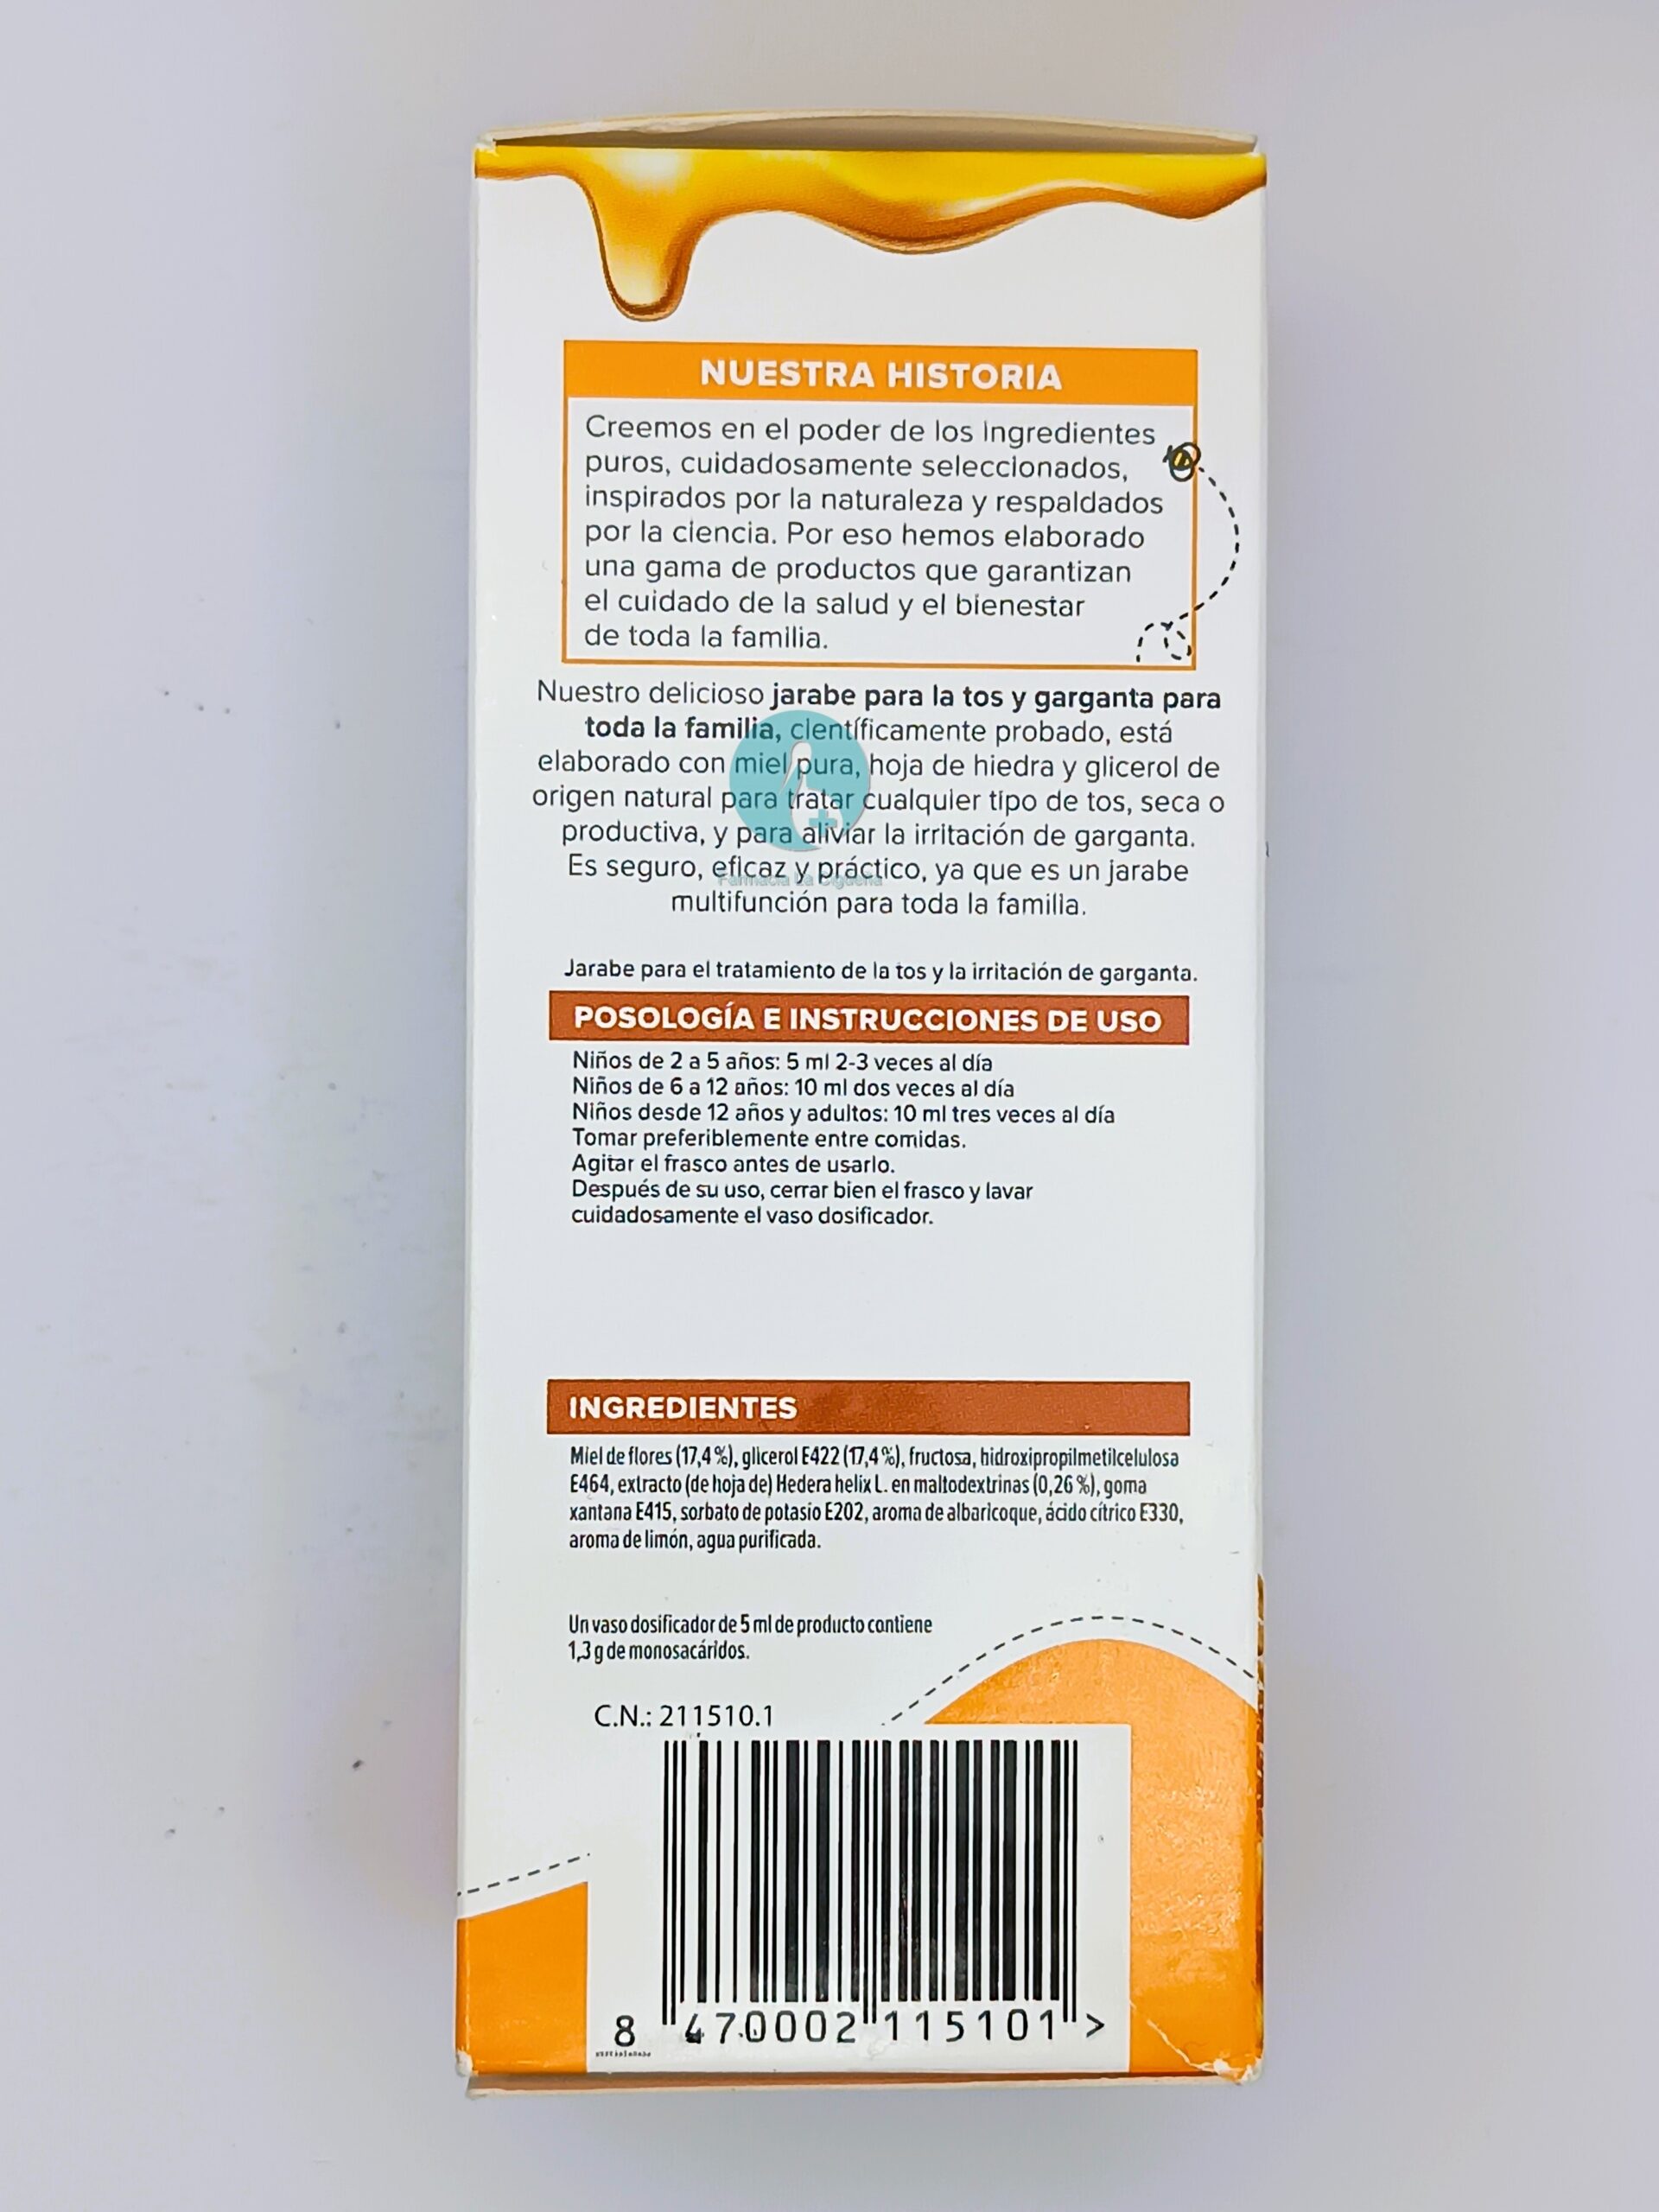 NUESTRA HISTORIA
Creemos en el poder de los ingredientes
puros, cuidadosamente seleccionados,
inspirados por la naturaleza y respaldados
por la ciencia. Por eso hemos elaborado
una gama de productos que garantizan
el cuidado de la salud y el bienestar
de toda la familia.
Nuestro delicioso jarabe para la tos y garganta para
toda la familia, científicamente probado, está
elaborado con miel pura, hoja de hiedra y glicerol de
origen natural para tratar cualquier tipo de tos, seca o
productiva, y para aliviar la irritación de garganta.
Es seguro, eficaz y práctico, ya que es un jarabe
Farmacia La Cigüeña
multifunción para toda la familia.
Jarabe para el tratamiento de la tos y la irritación de garganta.
POSOLOGÍA E INSTRUCCIONES DE USO
Niños de 2 a 5 años: 5 ml 2-3 veces al día
Niños de 6 a 12 años: 10 ml dos veces al día
Niños desde 12 años y adultos: 10 ml tres veces al día
Tomar preferiblemente entre comidas.
Agitar el frasco antes de usarlo.
Después de su uso, cerrar bien el frasco y lavar
cuidadosamente el vaso dosificador.
INGREDIENTES
Miel de flores (17,4 %), glicerol E422 (17,4 %), fructosa, hidroxipropilmetilcelulosa
E464, extracto (de hoja de) Hedera helix L. en maltodextrinas (0,26 %), goma
xantana E415, sorbato de potasio E202, aroma de albaricoque, ácido cítrico E330,
aroma de limón, agua purificada.
Un vaso dosificador de 5 ml de producto contiene
1,3 g de monosacáridos.
C.N.: 211510.1
8 470002 115101 >